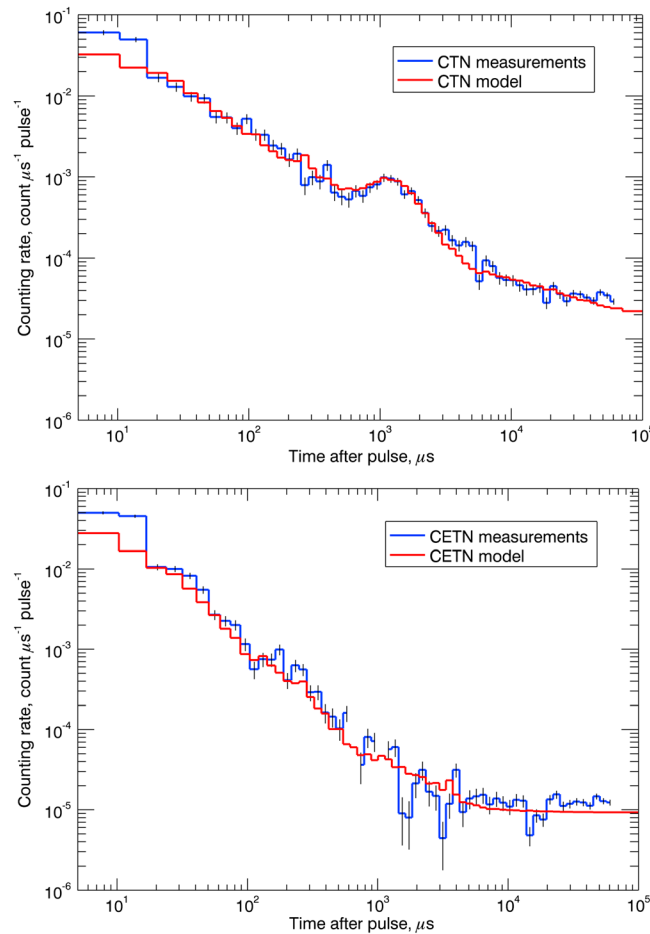 10⁻¹
10⁻²
10⁻³
10⁻⁴
10⁻⁵
10⁻⁶
Counting rate, count μs⁻¹ pulse⁻¹
CTN measurements
CTN model
10¹ 10² 10³ 10⁴ 10⁵
Time after pulse, μs
10⁻¹
10⁻²
10⁻³
10⁻⁴
10⁻⁵
10⁻⁶
Counting rate, count μs⁻¹ pulse⁻¹
CETN measurements
CETN model
10¹ 10² 10³ 10⁴ 10⁵
Time after pulse, μs